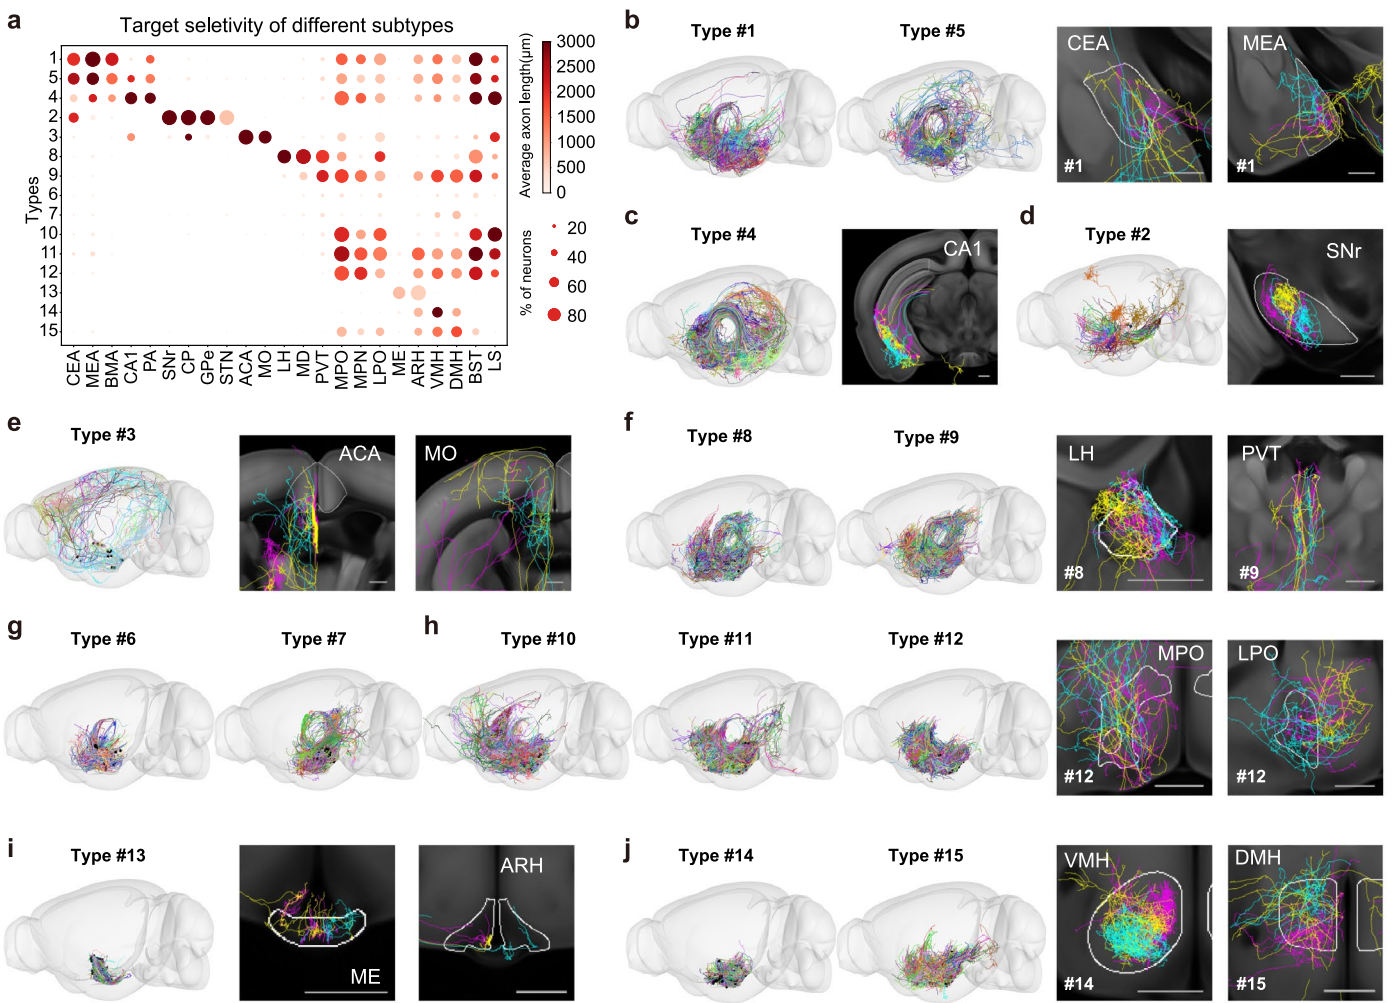 a
Target seletivity of different subtypes
Types
1
5
4
2
3
8
9
6
7
10
11
12
13
14
15
CEA
MEA
BMA
CA1
PA
SNr
CP
GPe
STN
ACA
MO
LH
MD
PVT
MPO
MPN
LPO
ME
ARH
VMH
DMH
BST
LS
Average axon length(μm)
3000
2500
2000
1500
1000
500
0
% of neurons
20
40
60
80
b
Type #1
Type #5
CEA
#1
MEA
#1
c
Type #4
CA1
d
Type #2
SNr
e
Type #3
ACA
MO
f
Type #8
Type #9
LH
#8
PVT
#9
g
Type #6
Type #7
h
Type #10
Type #11
Type #12
MPO
#12
LPO
#12
i
Type #13
ME
ARH
j
Type #14
Type #15
VMH
#14
DMH
#15